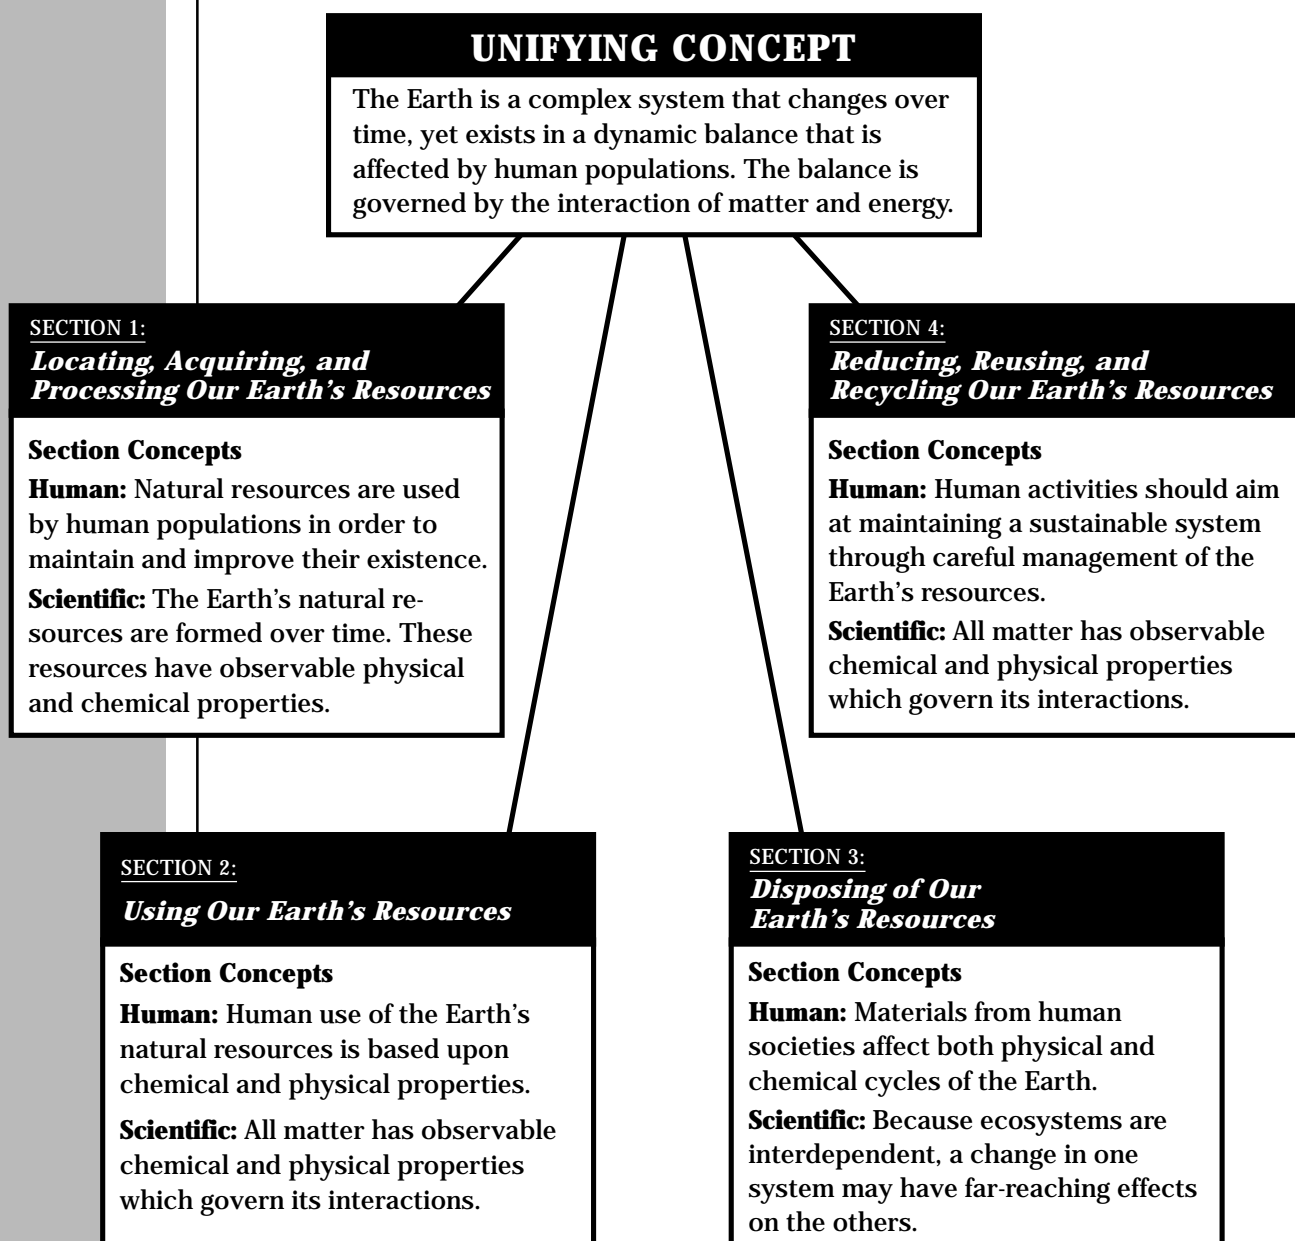 UNIFYING CONCEPT
The Earth is a complex system that changes over
time, yet exists in a dynamic balance that is
affected by human populations. The balance is
governed by the interaction of matter and energy.
SECTION 1:
Locating, Acquiring, and
Processing Our Earth’s Resources
Section Concepts
Human: Natural resources are used
by human populations in order to
maintain and improve their existence.
Scientific: The Earth’s natural re-
sources are formed over time. These
resources have observable physical
and chemical properties.
SECTION 4:
Reducing, Reusing, and
Recycling Our Earth’s Resources
Section Concepts
Human: Human activities should aim
at maintaining a sustainable system
through careful management of the
Earth’s resources.
Scientific: All matter has observable
chemical and physical properties
which govern its interactions.
SECTION 2:
Using Our Earth’s Resources
Section Concepts
Human: Human use of the Earth’s
natural resources is based upon
chemical and physical properties.
Scientific: All matter has observable
chemical and physical properties
which govern its interactions.
SECTION 3:
Disposing of Our
Earth’s Resources
Section Concepts
Human: Materials from human
societies affect both physical and
chemical cycles of the Earth.
Scientific: Because ecosystems are
interdependent, a change in one
system may have far-reaching effects
on the others.